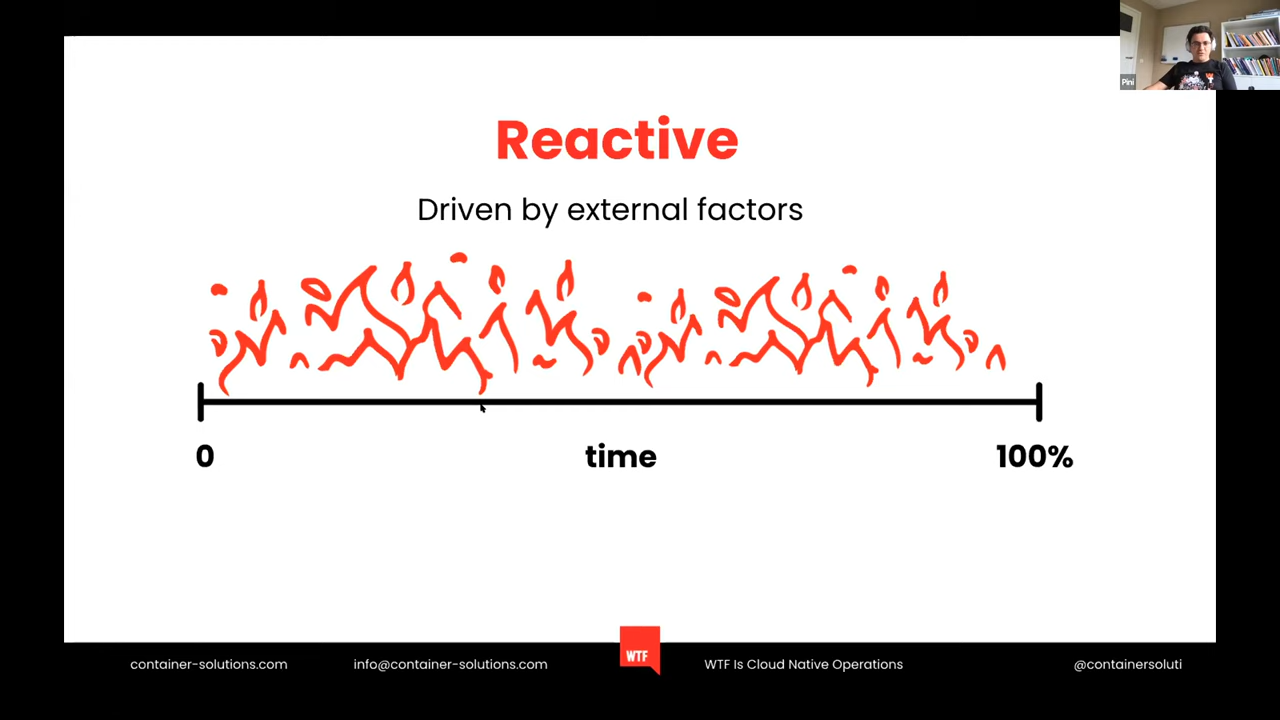 Pini
Reactive
Driven by external factors
0
time
100%
container-solutions.com
info@container-solutions.com
WTF
WTF Is Cloud Native Operations
@containersoluti